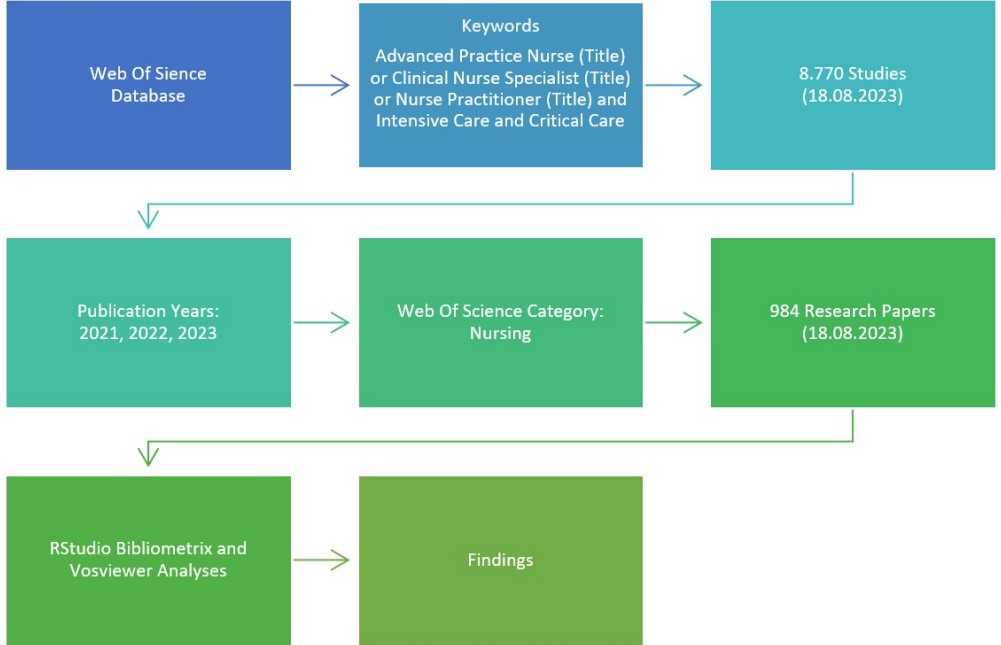 Web Of Sience
Database
Keywords
Advanced Practice Nurse (Title)
or Clinical Nurse Specialist (Title)
or Nurse Practitioner (Title) and
Intensive Care and Critical Care
8.770 Studies
(18.08.2023)
Publication Years:
2021, 2022, 2023
Web Of Science Category:
Nursing
984 Research Papers
(18.08.2023)
RStudio Bibliometrix and
Vosviewer Analyses
Findings